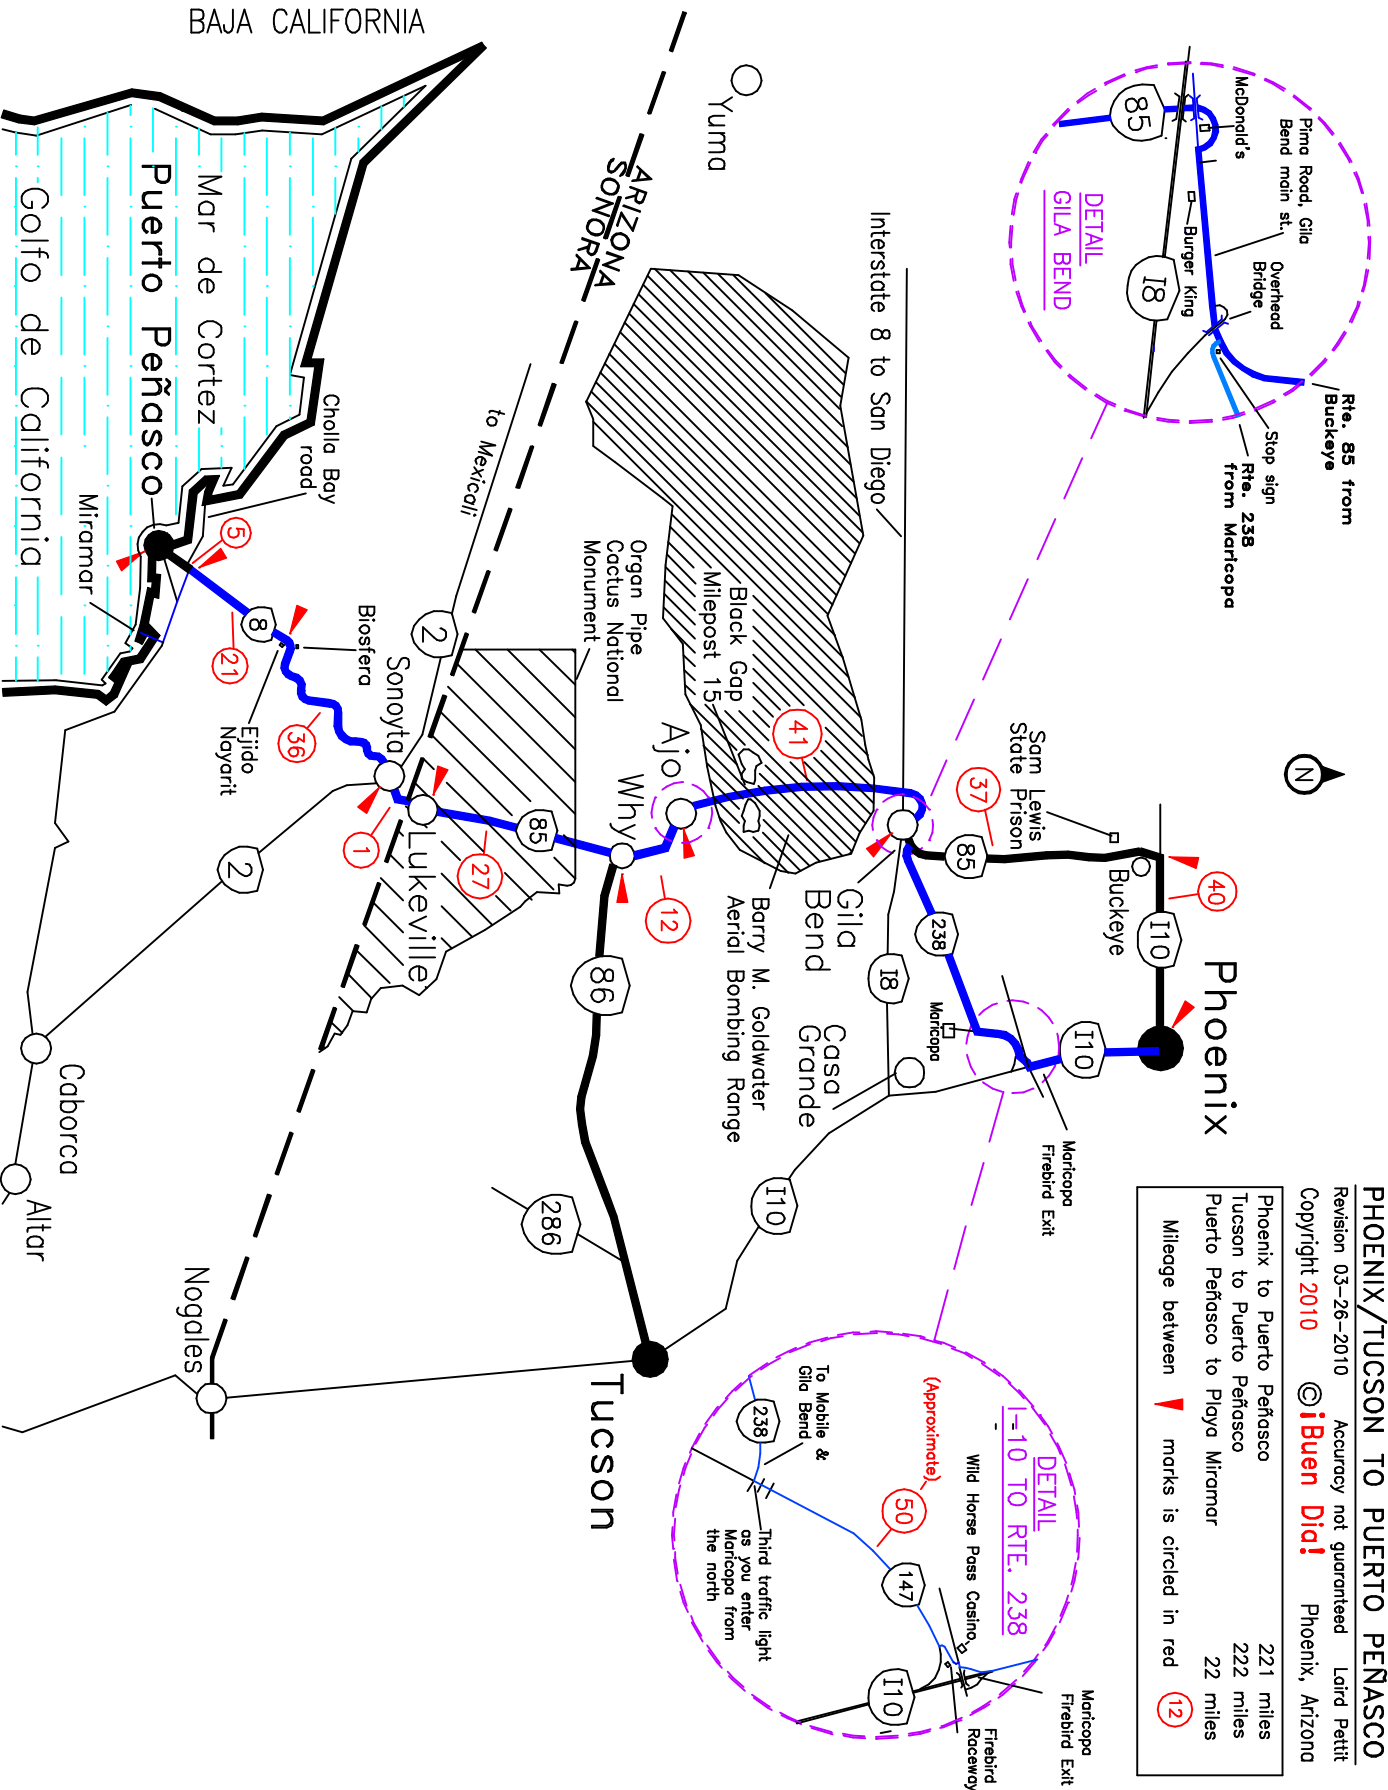 PHOENIX/TUCSON TO PUERTO PEÑASCO
Revision 03-26-2010 Accuracy not guaranteed Laird Pettit
Copyright 2010 © ¡Buen Dia! Phoenix, Arizona
Phoenix to Puerto Peñasco 221 miles
Tucson to Puerto Peñasco 222 miles
Puerto Peñasco to Playa Miramar 22 miles
Mileage between marks is circled in red 12
BAJA CALIFORNIA
Rte. 85 from
Buckeye
Stop sign
Rte. 238
from Maricopa
Pima Road, Gila
Bend main st.
Overhead
Bridge
McDonald's
Burger King
85
I8
DETAIL
GILA BEND
N
Phoenix
40
I10
I10
Buckeye
Sam Lewis
State Prison
37
85
238
Maricopa
Maricopa
Firebird Exit
Interstate 8 to San Diego
Gila
Bend
I8
Casa
Grande
I10
41
Barry M. Goldwater
Aerial Bombing Range
Black Gap
Milepost 15
Yuma
Ajo
12
Why
86
286
Tucson
Organ Pipe
Cactus National
Monument
85
27
ARIZONA
SONORA
to Mexicali
2
Lukeville
1
Sonoyta
2
Biosfera
36
Ejido
Nayarit
8
21
5
Cholla Bay
road
Mar de Cortez
Puerto Peñasco
Miramar
Golfo de California
Nogales
Caborca
Altar
DETAIL
I-10 TO RTE. 238
Wild Horse Pass Casino
(Approximate)
50
147
238
To Mobile &
Gila Bend
Third traffic light
as you enter
Maricopa from
the north
I10
Maricopa
Firebird Exit
Firebird
Raceway